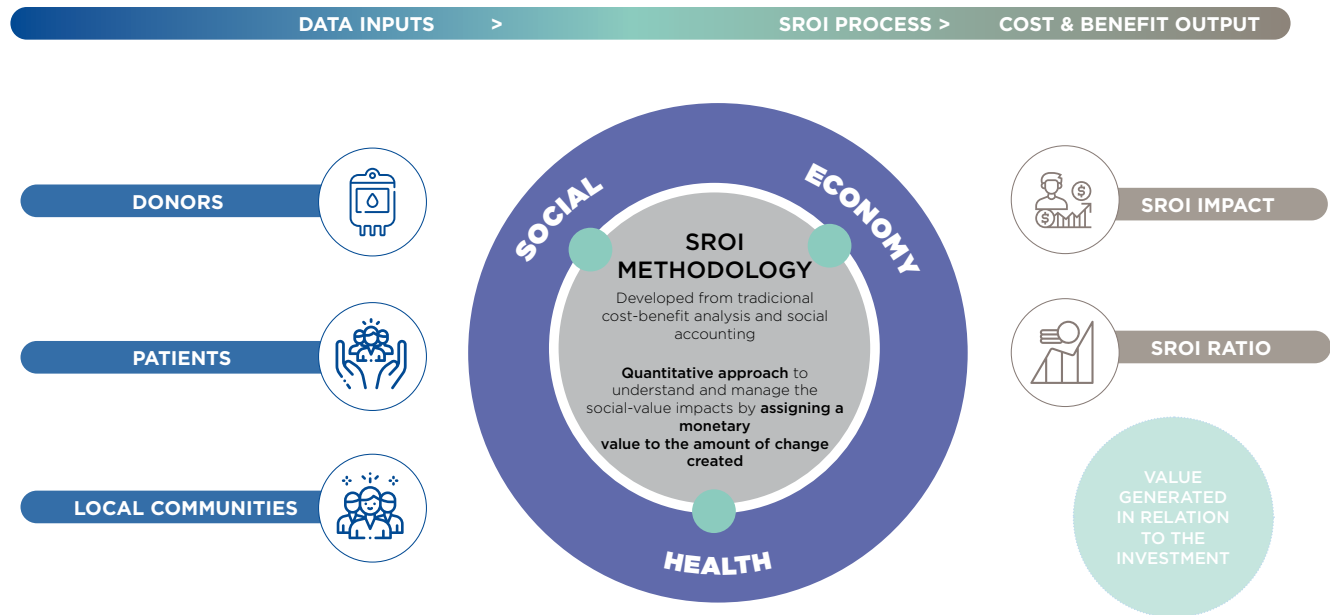 DATA INPUTS > SROI PROCESS > COST & BENEFIT OUTPUT
DONORS
PATIENTS
LOCAL COMMUNITIES
SOCIAL
ECONOMY
HEALTH
SROI
METHODOLOGY
Developed from tradicional
cost-benefit analysis and social
accounting
Quantitative approach to
understand and manage the
social-value impacts by assigning a
monetary
value to the amount of change
created
SROI IMPACT
SROI RATIO
VALUE
GENERATED
IN RELATION
TO THE
INVESTMENT